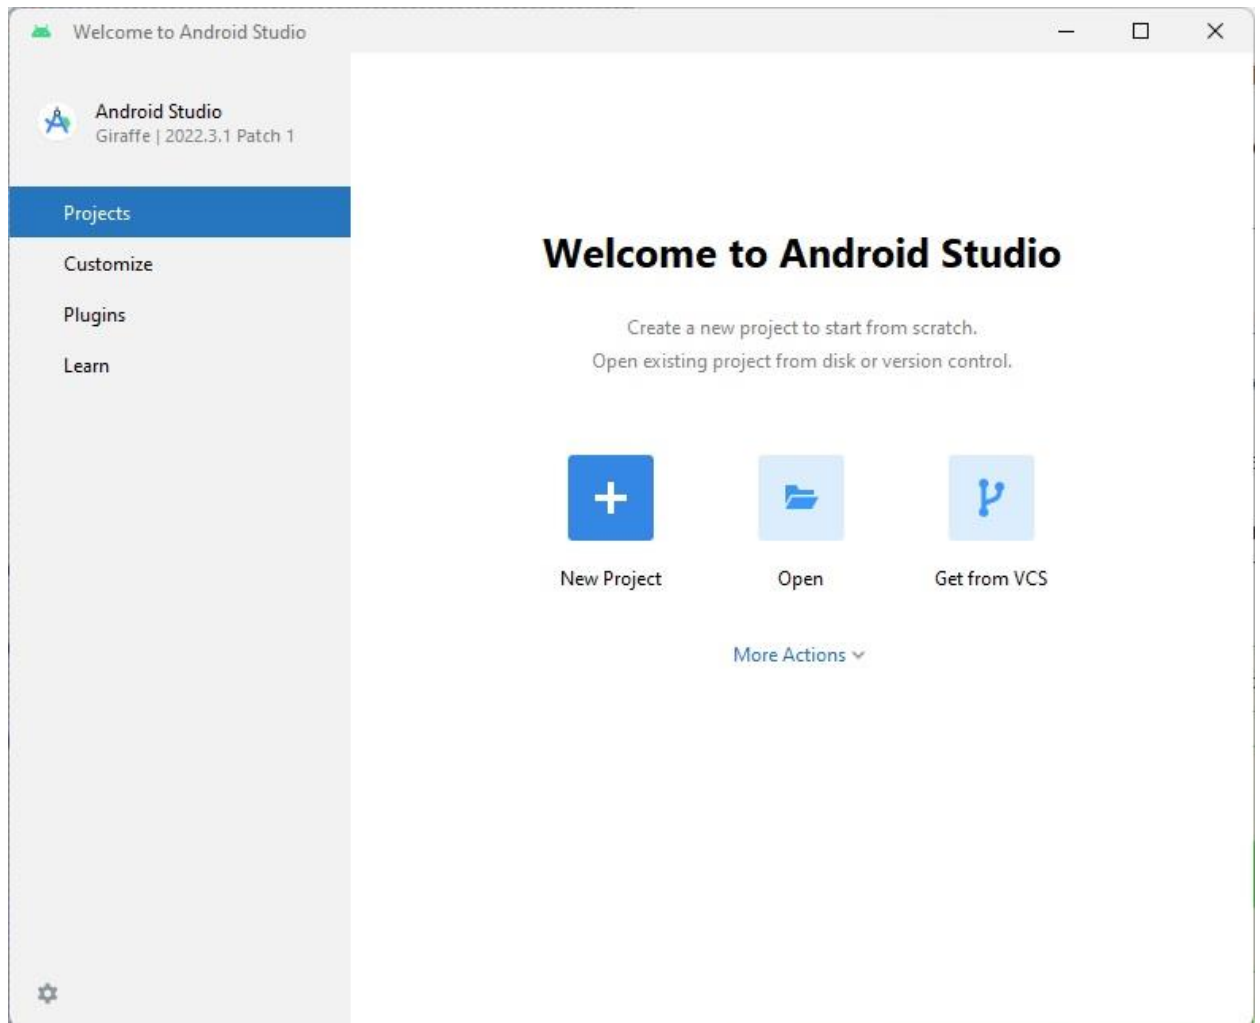 Welcome to Android Studio
Android Studio
Giraffe | 2022.3.1 Patch 1
Projects
Customize
Plugins
Learn
Welcome to Android Studio
Create a new project to start from scratch.
Open existing project from disk or version control.
New Project
Open
Get from VCS
More Actions